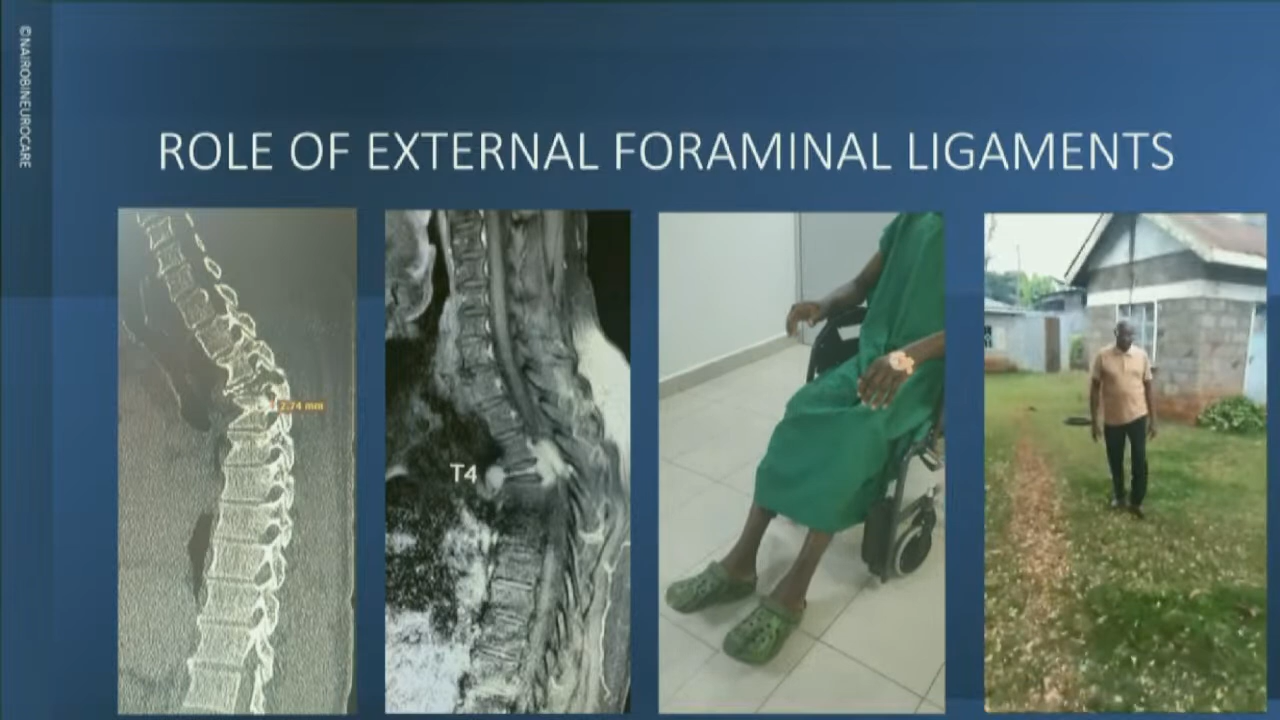 ©NAIROBINEUROCARE
ROLE OF EXTERNAL FORAMINAL LIGAMENTS
2.74 mm
T4